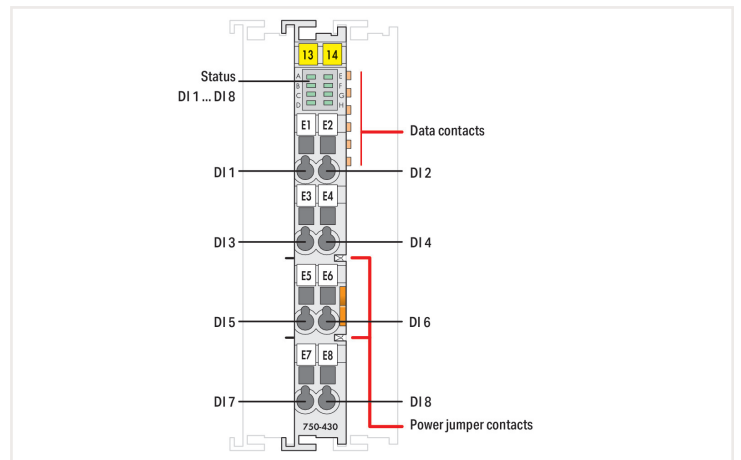 13 14
Status
DI 1 ... DI 8
A E
B F
C G
D H
E1 E2
Data contacts
DI 1
DI 2
E3 E4
DI 3
DI 4
E5 E6
DI 5
DI 6
E7 E8
DI 7
DI 8
750-430
Power jumper contacts